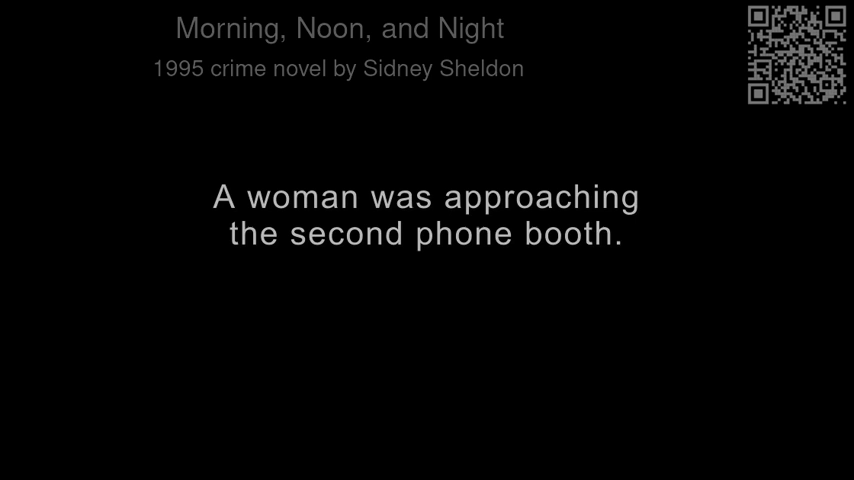 Morning, Noon, and Night
1995 crime novel by Sidney Sheldon
A woman was approaching
the second phone booth.